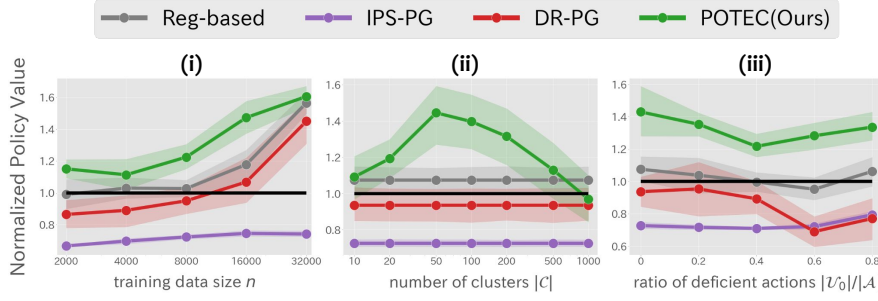 Reg-based IPS-PG DR-PG POTEC(Ours)
(i) (ii) (iii)
Normalized Policy Value
1.6
1.4
1.2
1.0
0.8
2000 4000 8000 16000 32000
training data size n
1.6
1.4
1.2
1.0
0.8
10 20 50 100 200 500 1000
number of clusters |C|
1.6
1.4
1.2
1.0
0.8
0.6
0 0.2 0.4 0.6 0.8
ratio of deficient actions |𝒰₀|/|𝒜